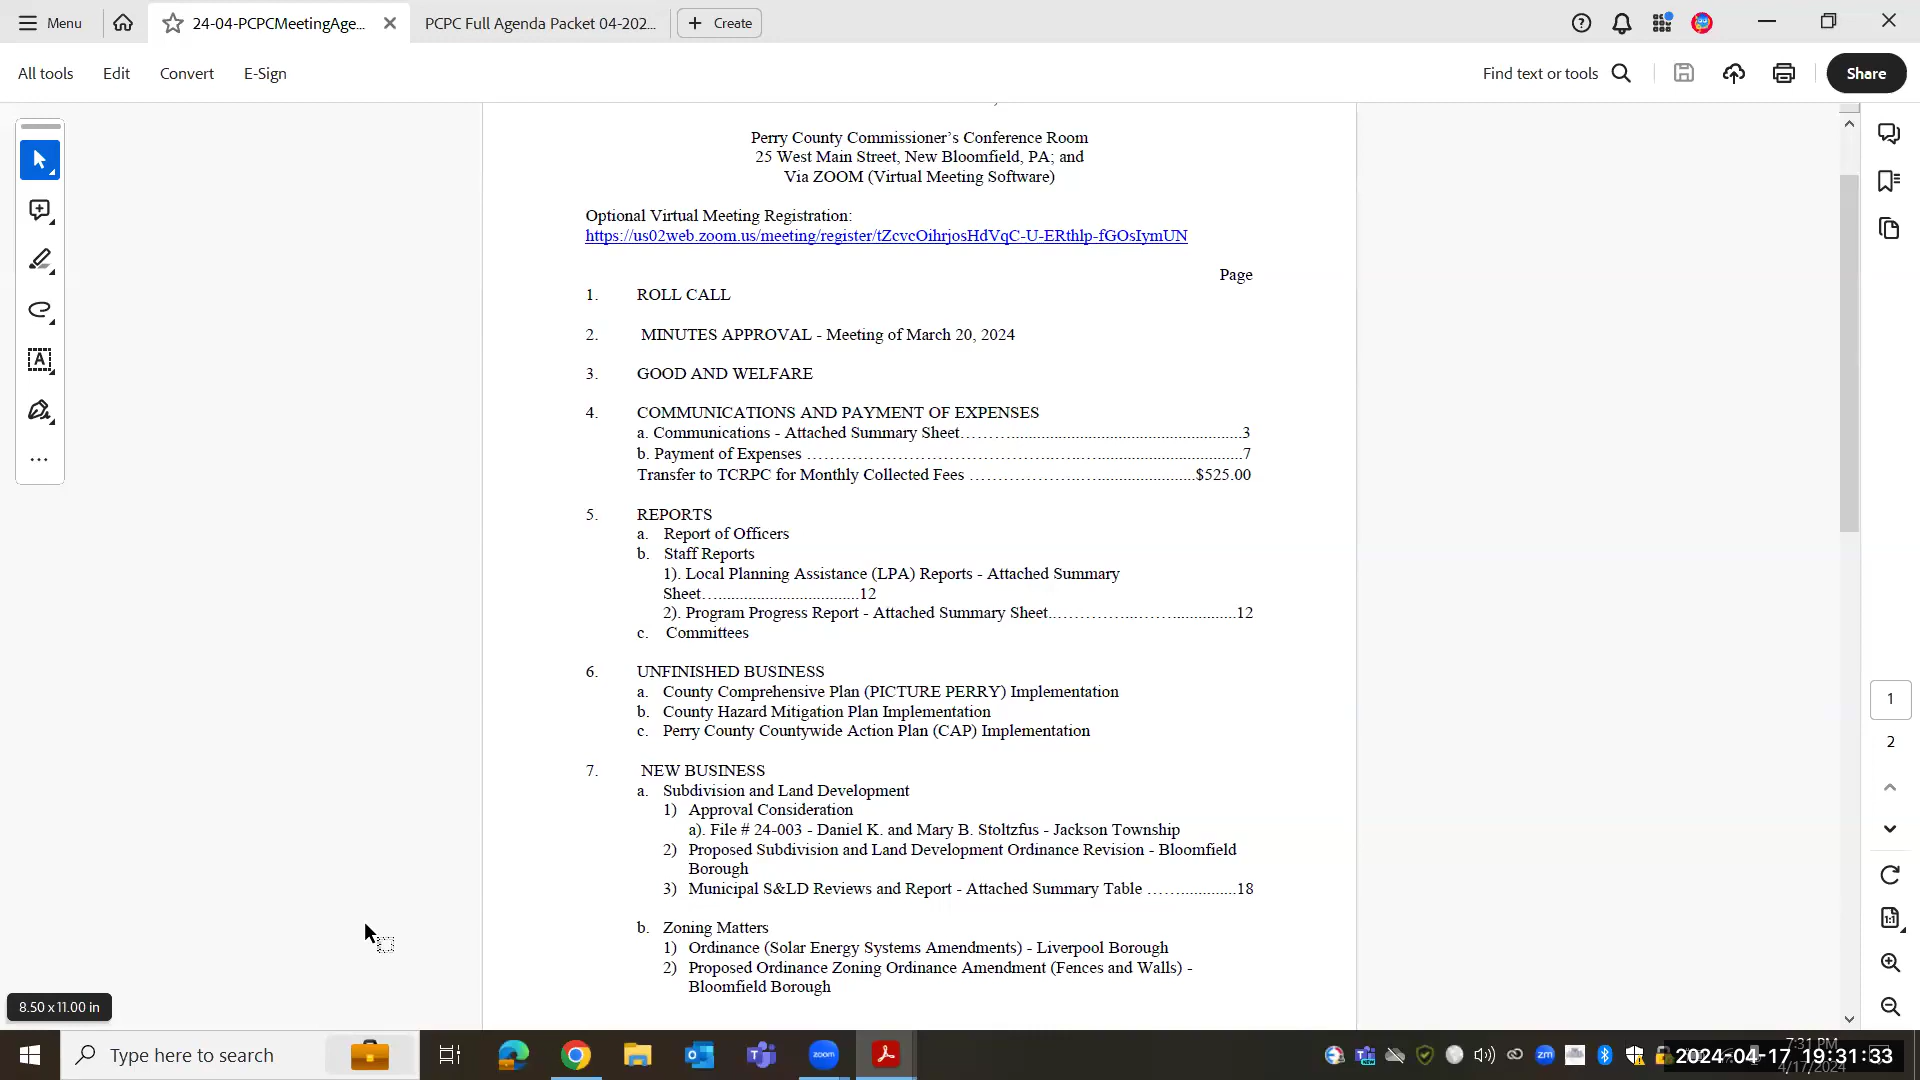 Menu
24-04-PCPCMeetingAge...
PCPC Full Agenda Packet 04-202...
Create
All tools
Edit
Convert
E-Sign
Find text or tools
Share
Perry County Commissioner’s Conference Room
25 West Main Street, New Bloomfield, PA; and
Via ZOOM (Virtual Meeting Software)
Optional Virtual Meeting Registration:
https://us02web.zoom.us/meeting/register/tZcvcOihrjosHdVqC-U-ERthlp-fGOsIymUN
Page
1. ROLL CALL
2. MINUTES APPROVAL - Meeting of March 20, 2024
3. GOOD AND WELFARE
4. COMMUNICATIONS AND PAYMENT OF EXPENSES
a. Communications - Attached Summary Sheet………......................................................3
b. Payment of Expenses ……………………………………………….…...............................7
Transfer to TCRPC for Monthly Collected Fees ………………..…........................$525.00
5. REPORTS
a. Report of Officers
b. Staff Reports
1). Local Planning Assistance (LPA) Reports - Attached Summary
Sheet…..................................12
2). Program Progress Report - Attached Summary Sheet..…………...……................12
c. Committees
6. UNFINISHED BUSINESS
a. County Comprehensive Plan (PICTURE PERRY) Implementation
b. County Hazard Mitigation Plan Implementation
c. Perry County Countywide Action Plan (CAP) Implementation
7. NEW BUSINESS
a. Subdivision and Land Development
1) Approval Consideration
a). File # 24-003 - Daniel K. and Mary B. Stoltzfus - Jackson Township
2) Proposed Subdivision and Land Development Ordinance Revision - Bloomfield
Borough
3) Municipal S&LD Reviews and Report - Attached Summary Table …….............18
b. Zoning Matters
1) Ordinance (Solar Energy Systems Amendments) - Liverpool Borough
2) Proposed Ordinance Zoning Ordinance Amendment (Fences and Walls) -
Bloomfield Borough
1
2
8.50 x 11.00 in
Type here to search
zoom
zm
7:31 PM
2024-04-17 19:31:33
4/17/2024